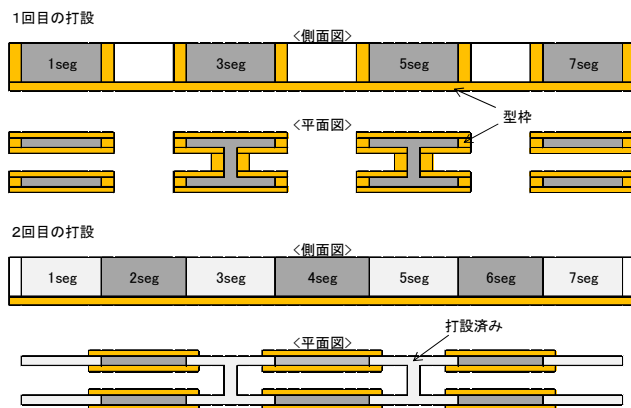 1回目の打設
<側面図>
1seg
3seg
5seg
7seg
型枠
<平面図>
2回目の打設
<側面図>
1seg
2seg
3seg
4seg
5seg
6seg
7seg
打設済み
<平面図>